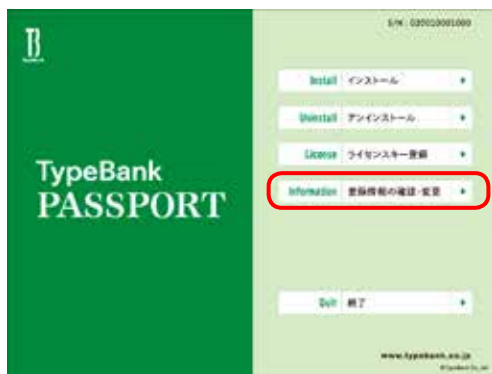 TypeBank
PASSPORT
Install インストール
Uninstall アンインストール
License ライセンスキー登録
Information 登録情報の確認・変更
Quit 終了
www.typebank.co.jp